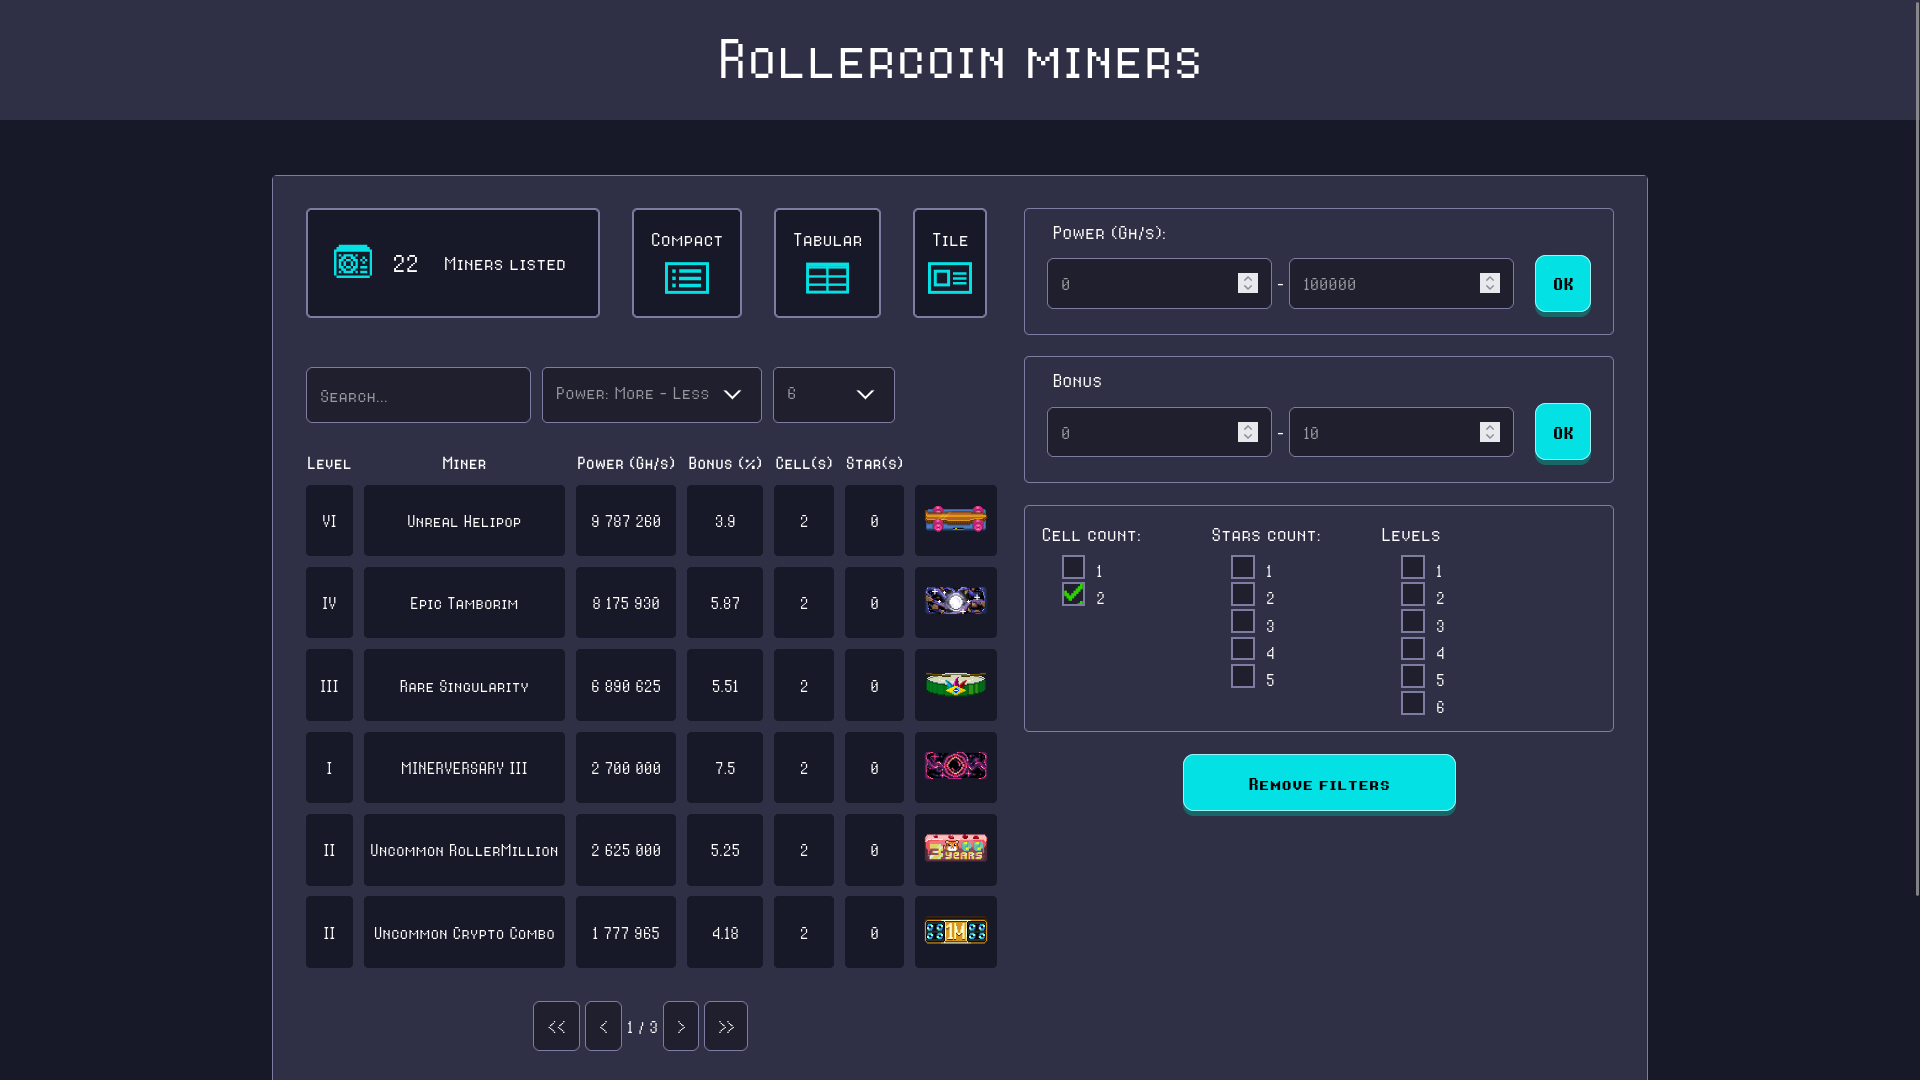 Rollercoin miners
22 Miners listed
Compact
Tabular
Tile
Power (Gh/s):
0 - 100000 OK
Bonus
0 - 10 OK
Search...
Power: More - Less
6
Level Miner Power (Gh/s) Bonus (%) Cell(s) Star(s)
VI Unreal Helipop 9 787 260 3.9 2 0
IV Epic Tamborim 8 175 930 5.87 2 0
III Rare Singularity 6 890 625 5.51 2 0
I MINERVERSARY III 2 700 000 7.5 2 0
II Uncommon RollerMillion 2 625 000 5.25 2 0
3 YEARS
II Uncommon Crypto Combo 1 777 965 4.18 2 0
1M
<< < 1 / 3 > >>
Cell count:
1
2
Stars count:
1
2
3
4
5
Levels
1
2
3
4
5
6
Remove filters